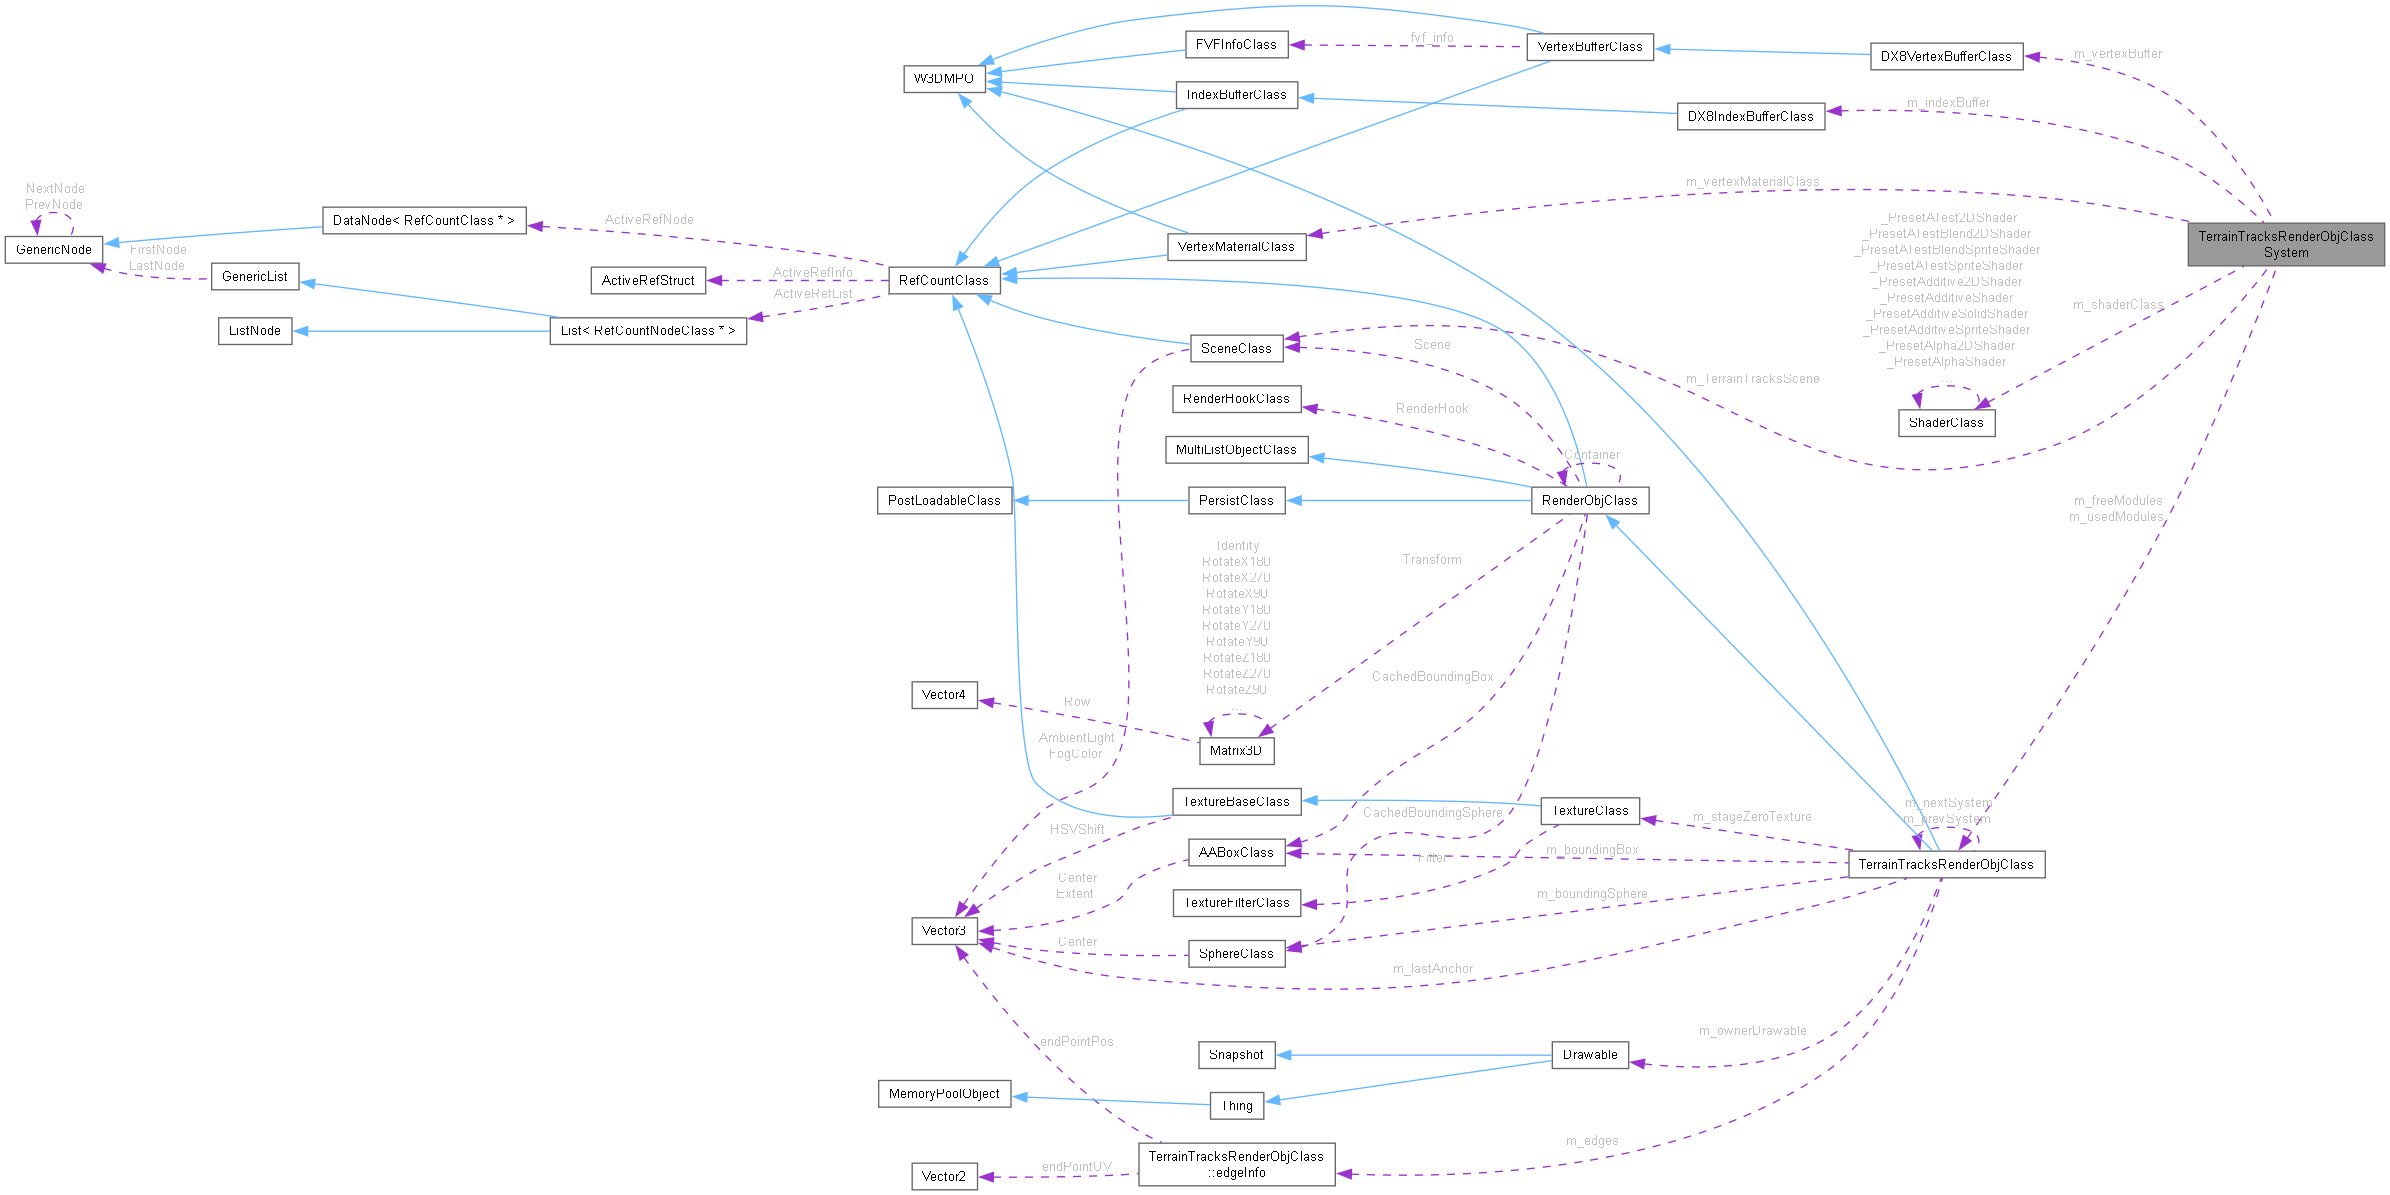 W3DMPO
FVFInfoClass
fvf_info
VertexBufferClass
DX8VertexBufferClass
m_vertexBuffer
IndexBufferClass
DX8IndexBufferClass
m_indexBuffer
NextNode
PrevNode
GenericNode
DataNode< RefCountClass * >
ActiveRefNode
FirstNode
LastNode
GenericList
ActiveRefStruct
ActiveRefInfo
ActiveRefList
RefCountClass
ListNode
List< RefCountNodeClass * >
VertexMaterialClass
m_vertexMaterialClass
TerrainTracksRenderObjClass
System
_PresetATest2DShader
_PresetATestBlend2DShader
_PresetATestBlendSpriteShader
_PresetATestSpriteShader
_PresetAdditive2DShader
_PresetAdditiveShader
_PresetAdditiveSolidShader
_PresetAdditiveSpriteShader
_PresetAlpha2DShader
_PresetAlphaShader
...
m_shaderClass
ShaderClass
SceneClass
Scene
m_TerrainTracksScene
RenderHookClass
RenderHook
MultiListObjectClass
Container
PostLoadableClass
PersistClass
RenderObjClass
m_freeModules
m_usedModules
Identity
RotateX180
RotateX270
RotateX90
RotateY180
RotateY270
RotateY90
RotateZ180
RotateZ270
RotateZ90
...
Transform
Vector4
Row
Matrix3D
CachedBoundingBox
AmbientLight
FogColor
TextureBaseClass
TextureClass
CachedBoundingSphere
HSVShift
m_stageZeroTexture
m_nextSystem
m_prevSystem
AABoxClass
Filter
m_boundingBox
TerrainTracksRenderObjClass
Center
Extent
TextureFilterClass
m_boundingSphere
Vector3
Center
SphereClass
m_lastAnchor
endPointPos
Snapshot
Drawable
m_ownerDrawable
MemoryPoolObject
Thing
m_edges
TerrainTracksRenderObjClass
::edgeInfo
endPointUV
Vector2